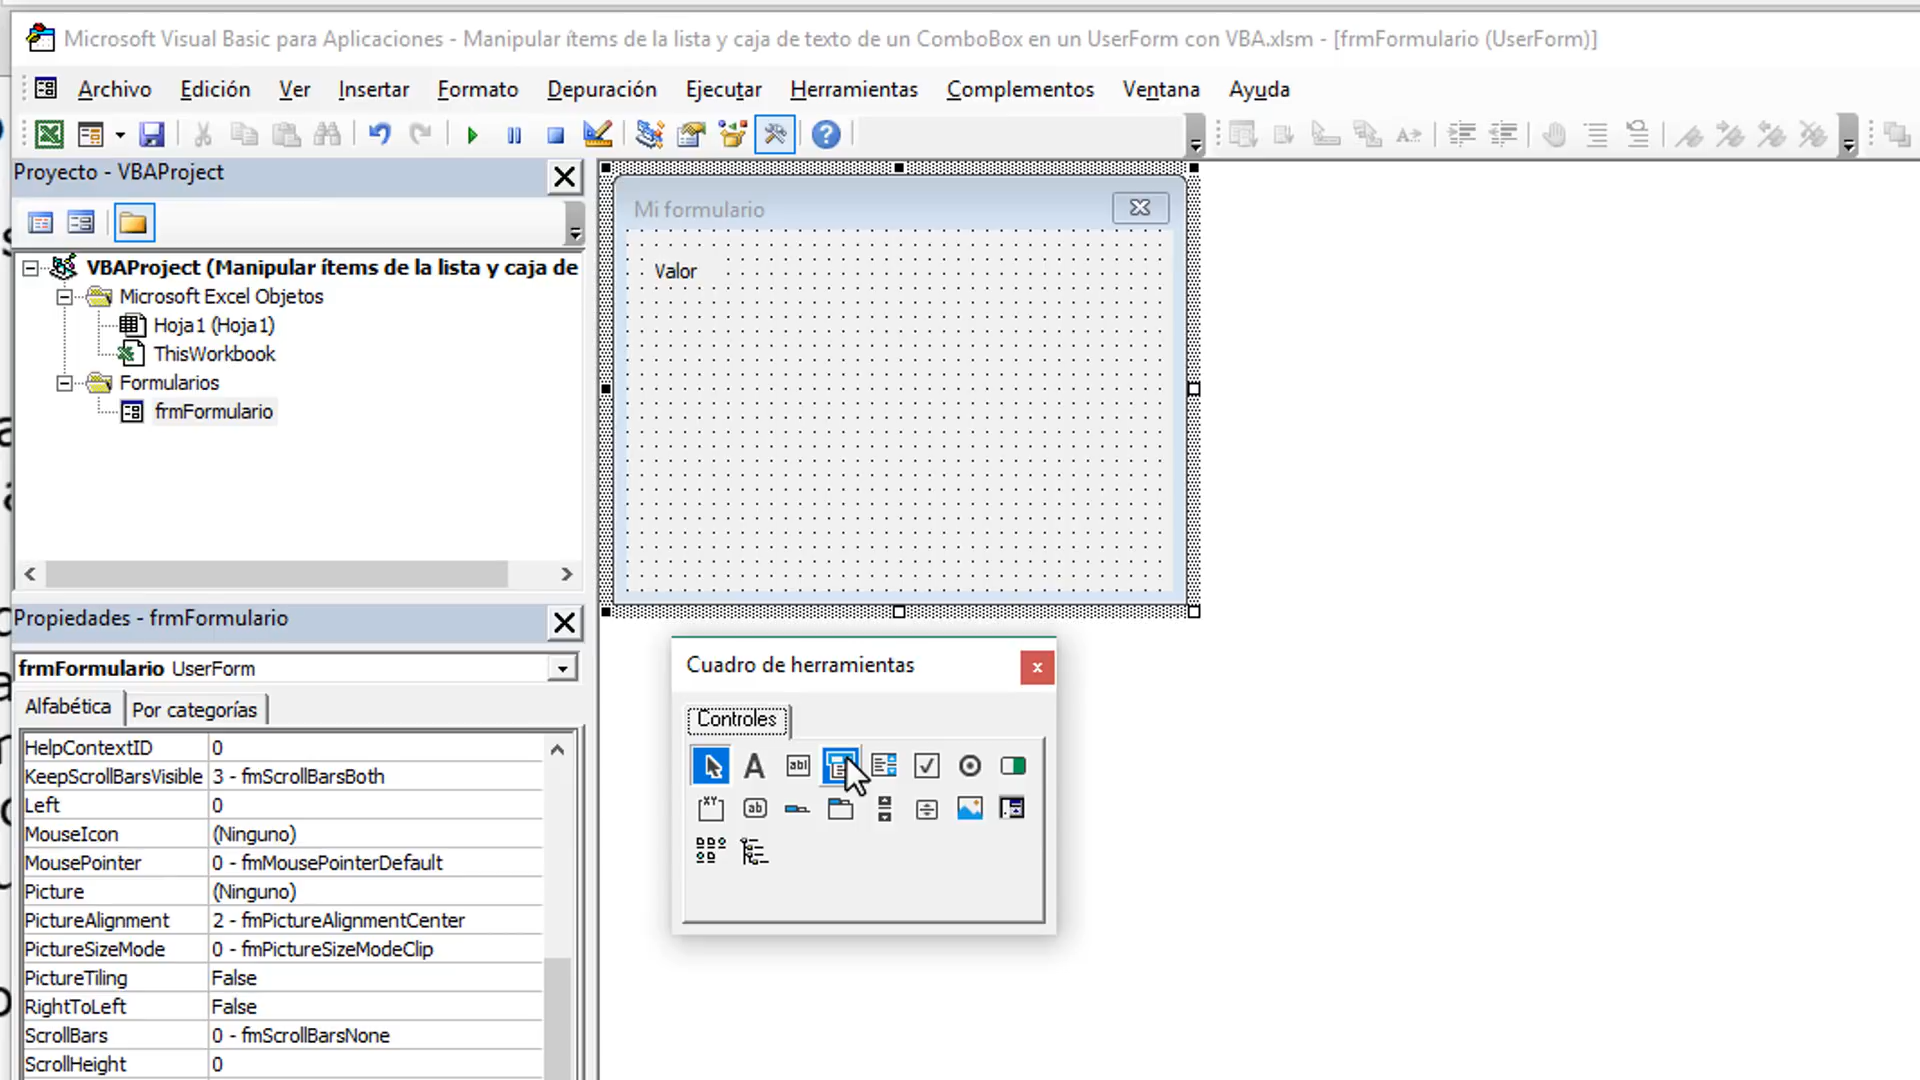 Microsoft Visual Basic para Aplicaciones - Manipular ítems de la lista y caja de texto de un ComboBox en un UserForm con VBA.xlsm - [frmFormulario (UserForm)]
Archivo Edición Ver Insertar Formato Depuración Ejecutar Herramientas Complementos Ventana Ayuda
Proyecto - VBAProject
VBAProject (Manipular ítems de la lista y caja de
Microsoft Excel Objetos
Hoja1 (Hoja1)
ThisWorkbook
Formularios
frmFormulario
Propiedades - frmFormulario
frmFormulario UserForm
Alfabética Por categorías
HelpContextID 0
KeepScrollBarsVisible 3 - fmScrollBarsBoth
Left 0
MouseIcon (Ninguno)
MousePointer 0 - fmMousePointerDefault
Picture (Ninguno)
PictureAlignment 2 - fmPictureAlignmentCenter
PictureSizeMode 0 - fmPictureSizeModeClip
PictureTiling False
RightToLeft False
ScrollBars 0 - fmScrollBarsNone
ScrollHeight 0
Mi formulario
Valor
Cuadro de herramientas
Controles